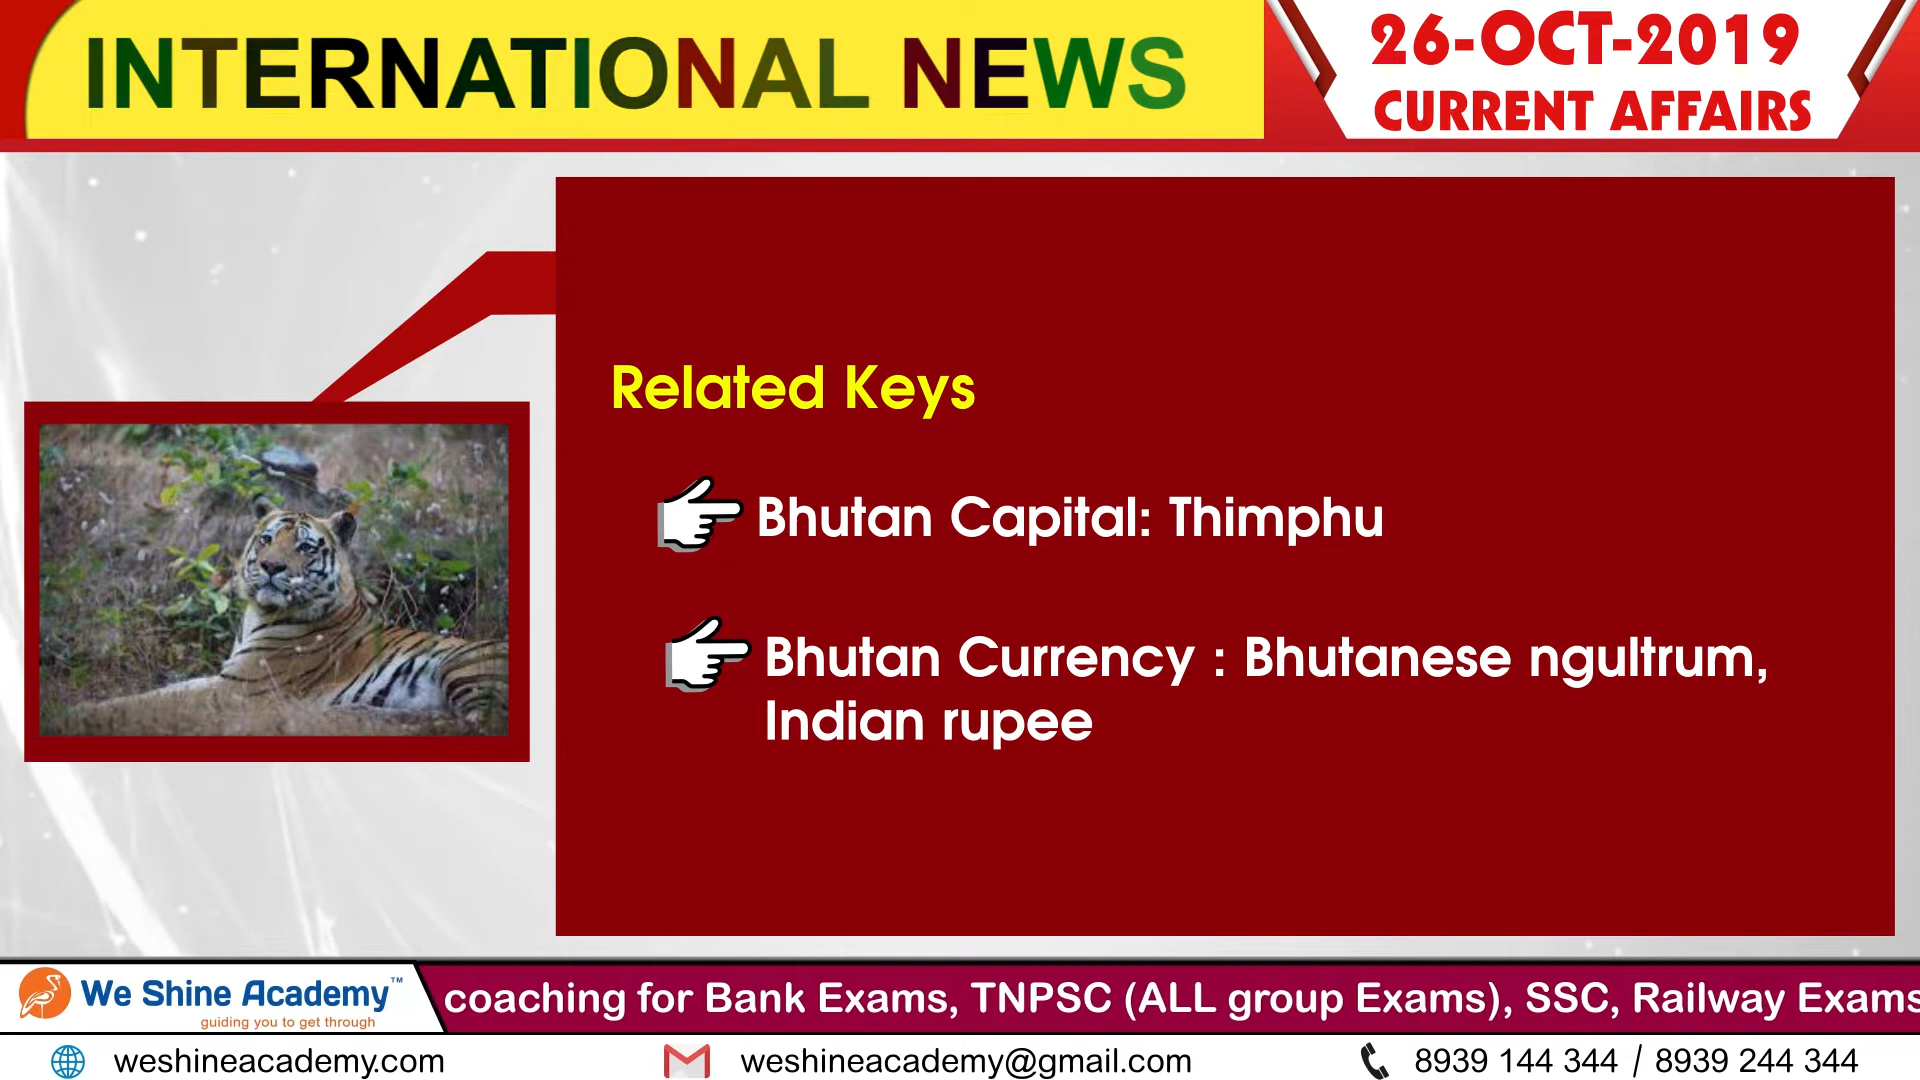 INTERNATIONAL NEWS
26-OCT-2019
CURRENT AFFAIRS
Related Keys
Bhutan Capital: Thimphu
Bhutan Currency : Bhutanese ngultrum,
Indian rupee
We Shine Academy™
guiding you to get through
coaching for Bank Exams, TNPSC (ALL group Exams), SSC, Railway Exams
weshineacademy.com
weshineacademy@gmail.com
8939 144 344 / 8939 244 344